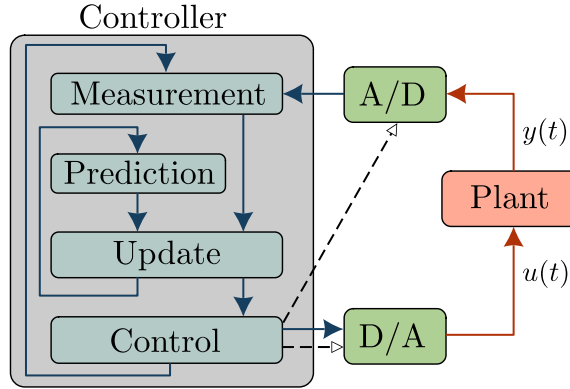 Controller
Measurement
A/D
y(t)
Prediction
Plant
Update
u(t)
Control
D/A